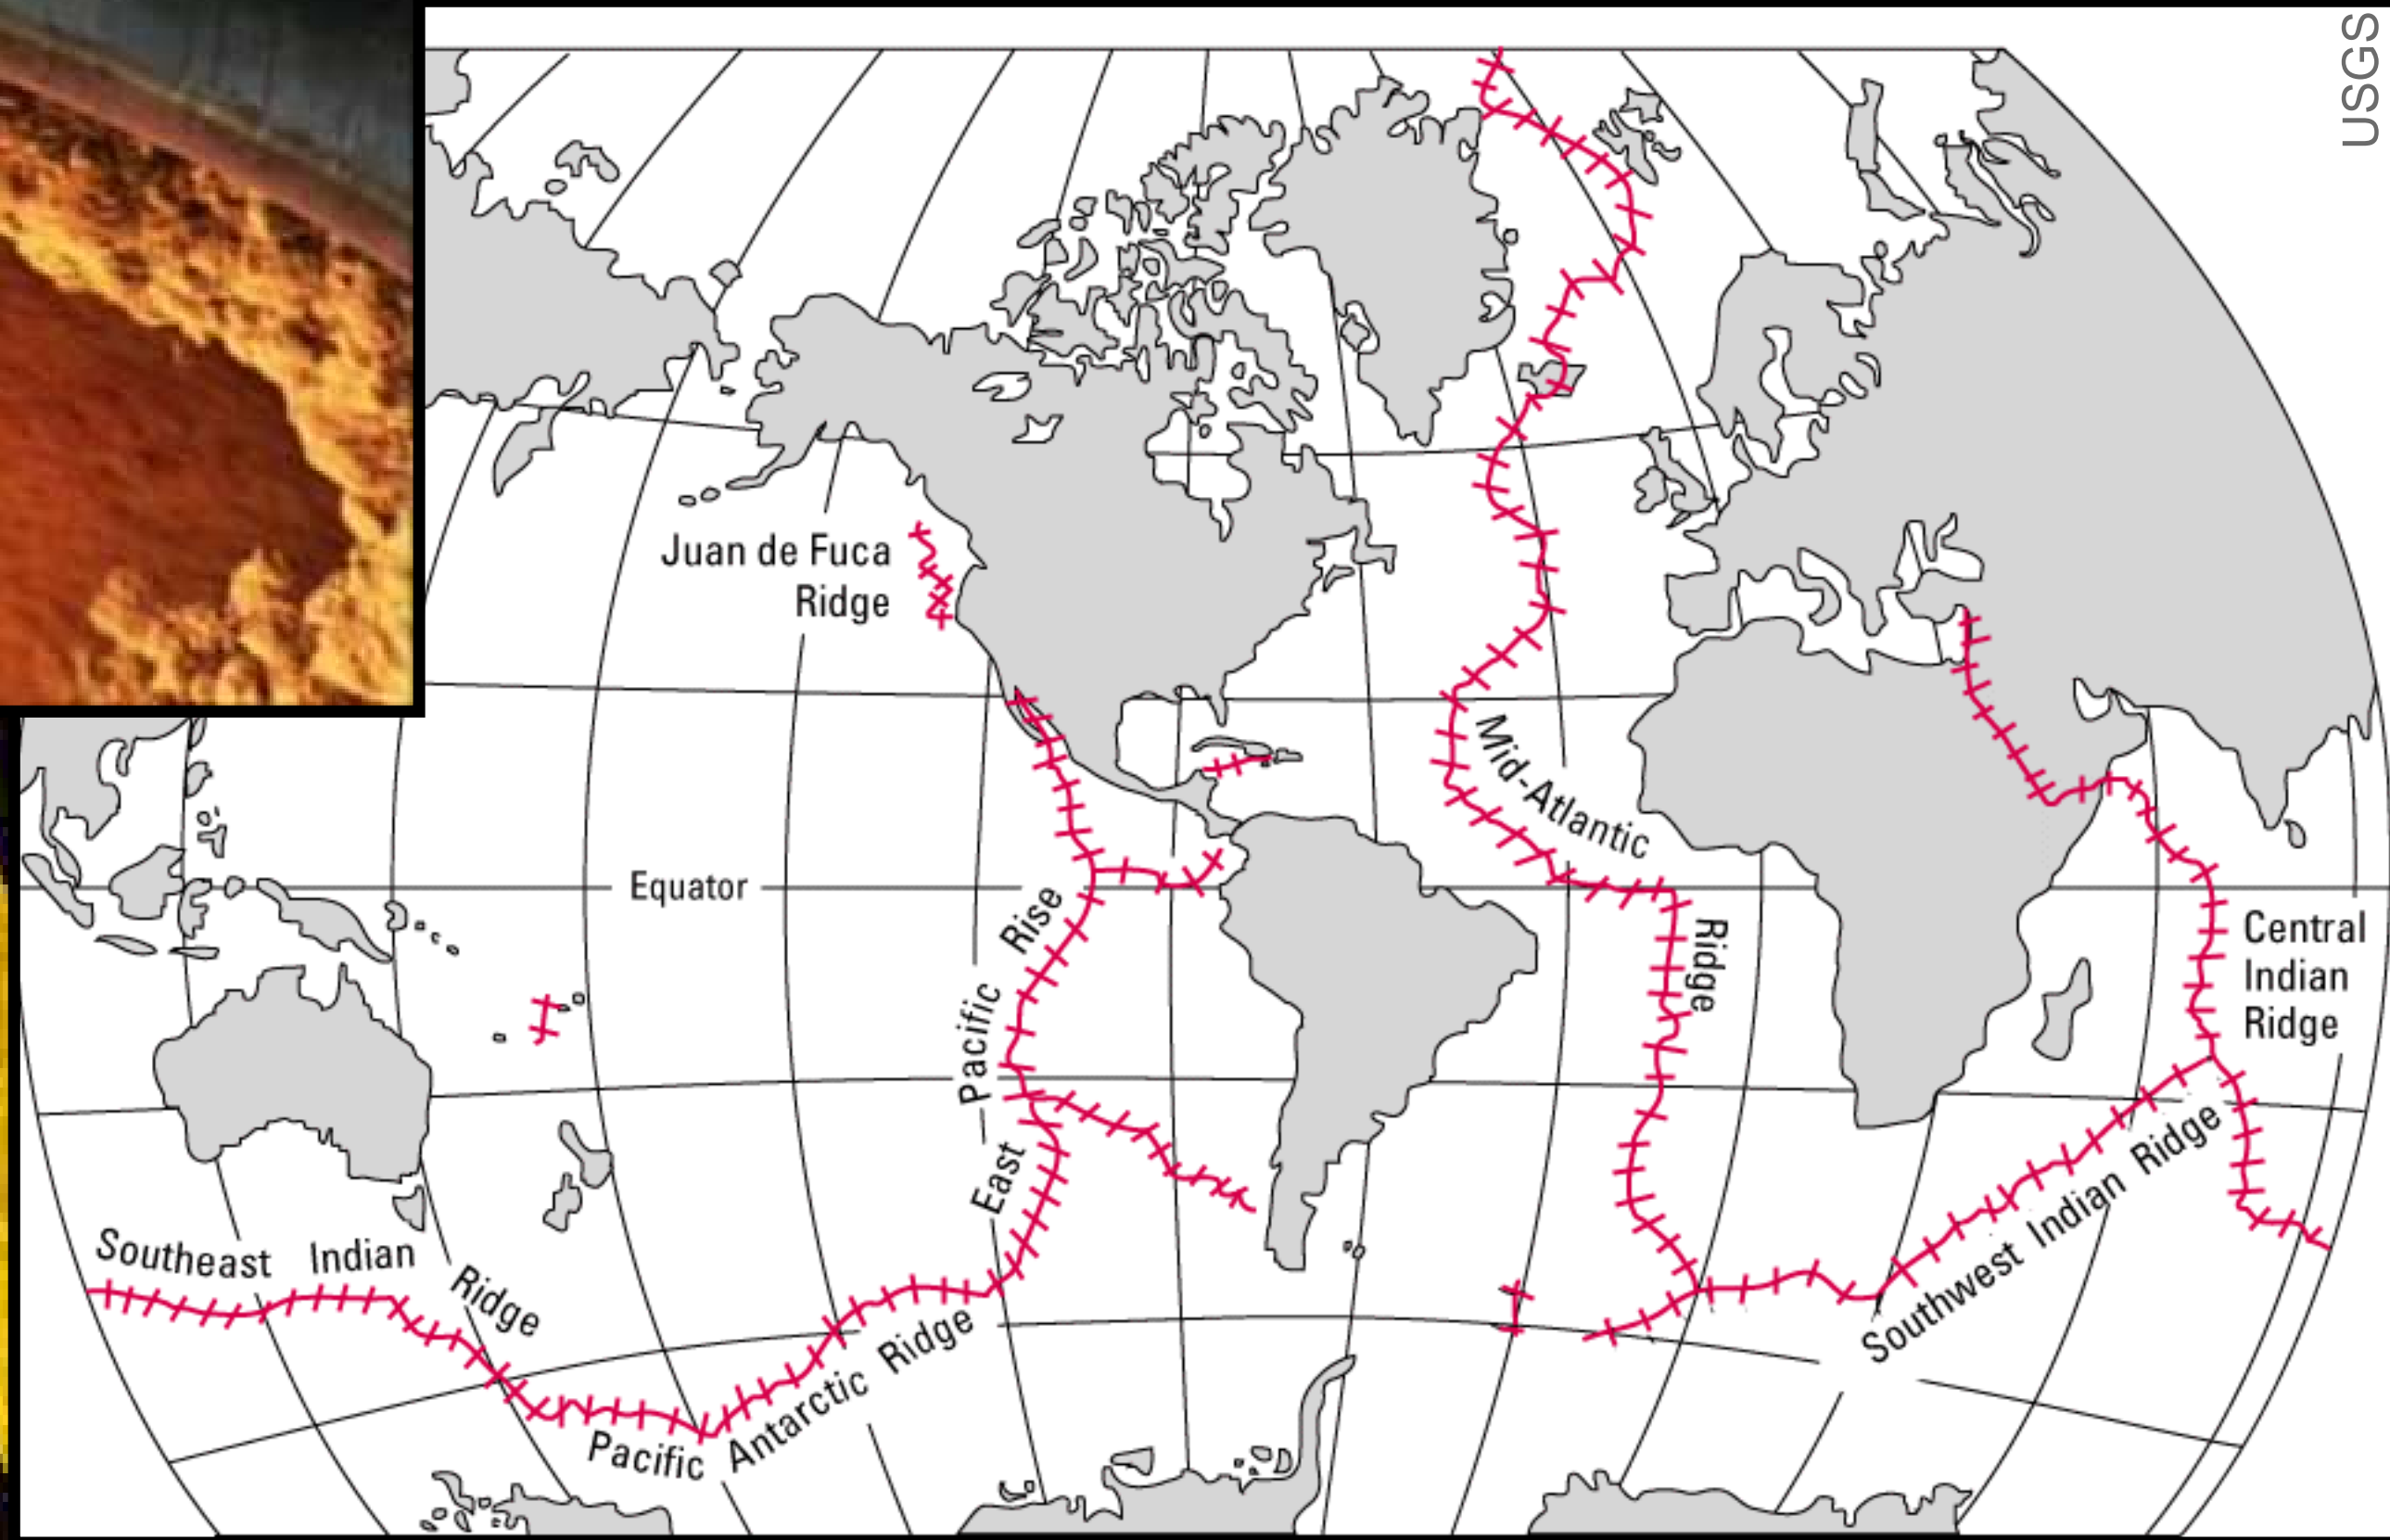 USGS
Juan de Fuca
Ridge
Mid-Atlantic
Ridge
Equator
East Pacific Rise
Central
Indian
Ridge
Southeast Indian Ridge
Southwest Indian Ridge
Pacific Antarctic Ridge